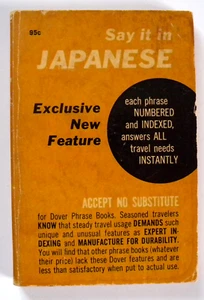 95c
Say it in
JAPANESE
Exclusive
New
Feature
each phrase
NUMBERED
and INDEXED,
answers ALL
travel needs
INSTANTLY
ACCEPT NO SUBSTITUTE
for Dover Phrase Books. Seasoned travelers
KNOW that steady travel usage DEMANDS such
unique and unusual features as EXPERT IN-
DEXING and MANUFACTURE FOR DURABILITY.
You will find that other phrase books (whatever
their price) lack these Dover features and are
less than satisfactory when put to actual use.